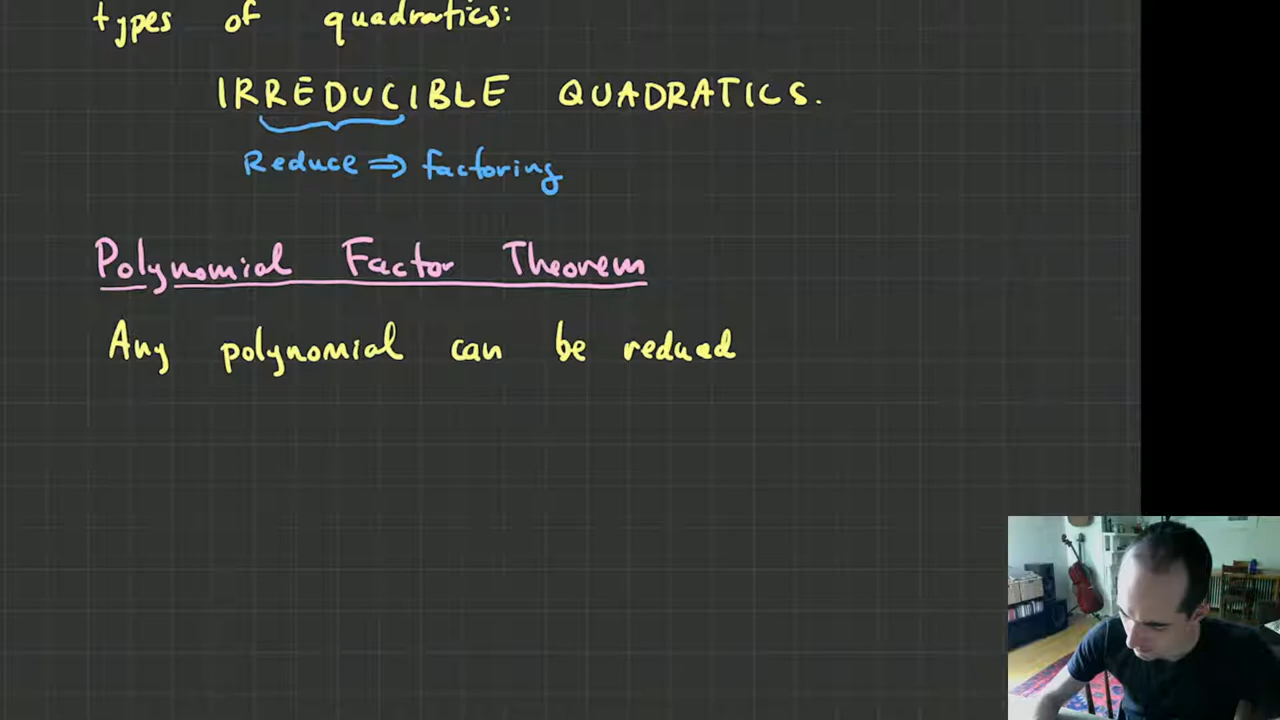 types of quadratics:
IRREDUCIBLE QUADRATICS.
Reduce ⇒ factoring
Polynomial Factor Theorem
Any polynomial can be reduced